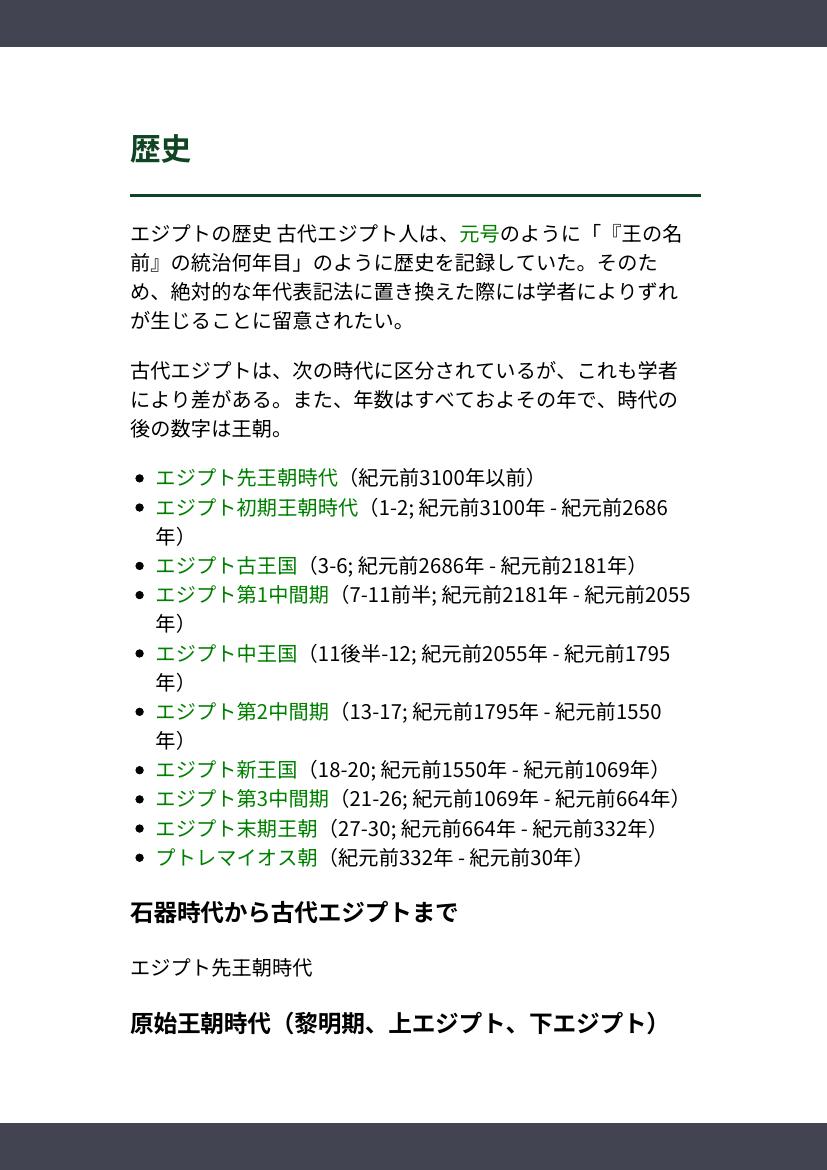 歴史
エジプトの歴史 古代エジプト人は、元号のように「『王の名
前』の統治何年目」のように歴史を記録していた。そのた
め、絶対的な年代表記法に置き換えた際には学者によりずれ
が生じることに留意されたい。
古代エジプトは、次の時代に区分されているが、これも学者
により差がある。また、年数はすべておよその年で、時代の
後の数字は王朝。
• エジプト先王朝時代（紀元前3100年以前）
• エジプト初期王朝時代（1-2; 紀元前3100年 - 紀元前2686
年）
• エジプト古王国（3-6; 紀元前2686年 - 紀元前2181年）
• エジプト第1中間期（7-11前半; 紀元前2181年 - 紀元前2055
年）
• エジプト中王国（11後半-12; 紀元前2055年 - 紀元前1795
年）
• エジプト第2中間期（13-17; 紀元前1795年 - 紀元前1550
年）
• エジプト新王国（18-20; 紀元前1550年 - 紀元前1069年）
• エジプト第3中間期（21-26; 紀元前1069年 - 紀元前664年）
• エジプト末期王朝（27-30; 紀元前664年 - 紀元前332年）
• プトレマイオス朝（紀元前332年 - 紀元前30年）
石器時代から古代エジプトまで
エジプト先王朝時代
原始王朝時代（黎明期、上エジプト、下エジプト）